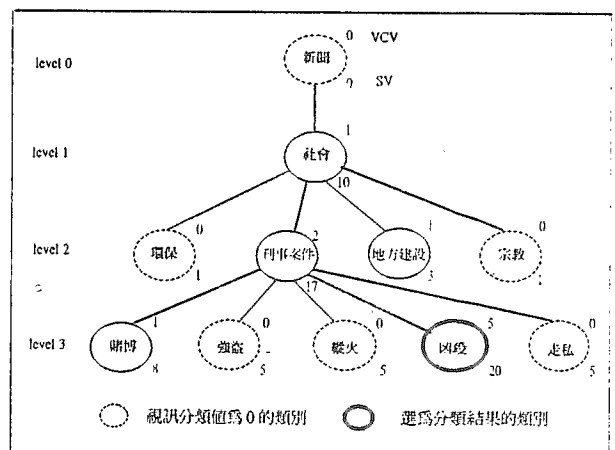 0 VCV
level 0
新聞
0 SV
1
level 1
社會
10
0 2 1 0
level 2
環保 刑事案件 地方建設 宗教
1 17 3
1 0 0 5 0
level 3
賭博 強盜 縱火 凶殺 走私
8 5 5 20 5
視訊分類值為 0 的類別
選為分類結果的類別